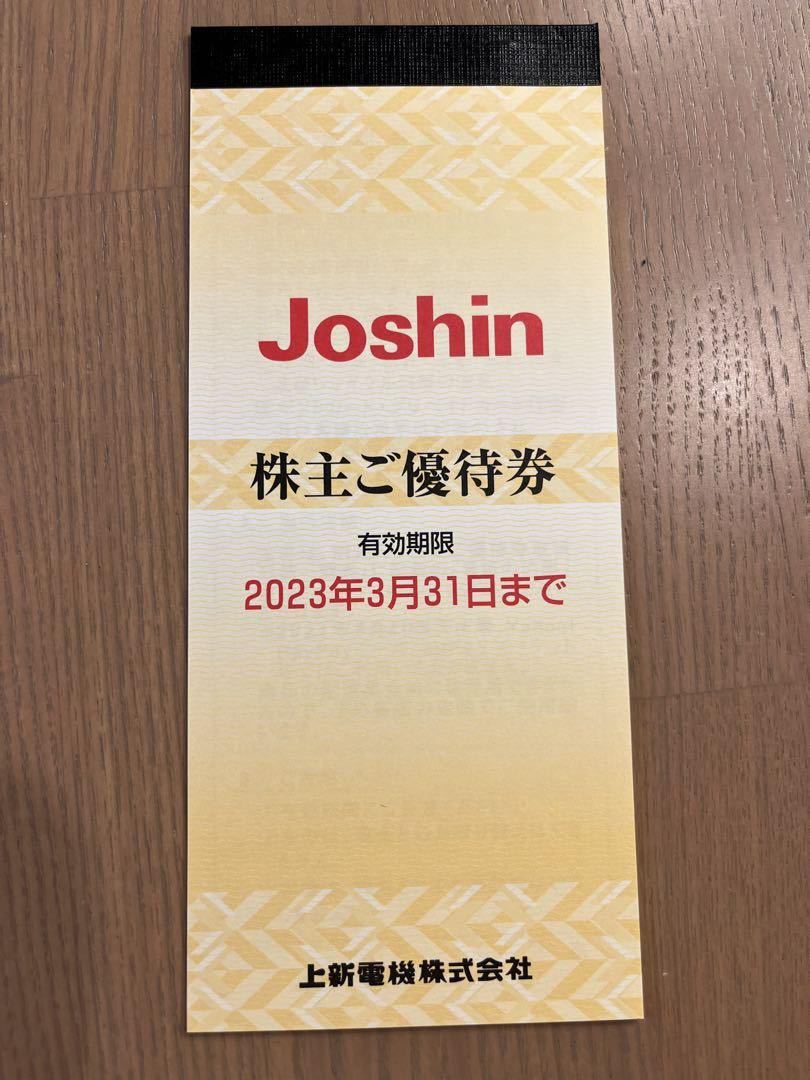 Joshin
株主ご優待券
有効期限
2023年3月31日まで
上新電機株式会社